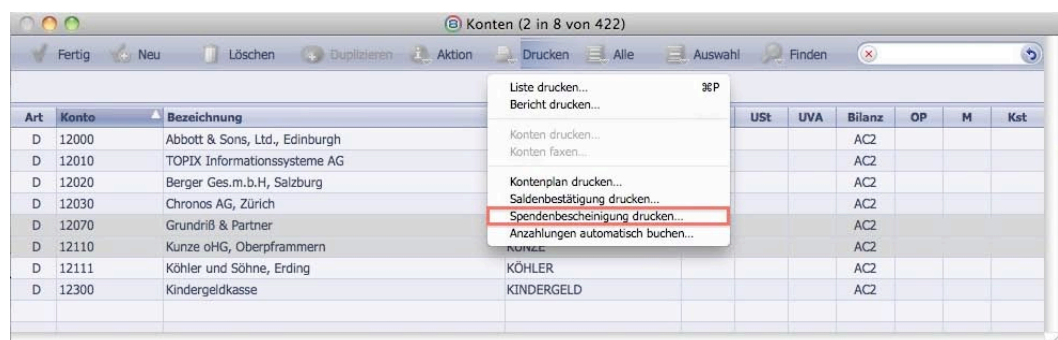 Konten (2 in 8 von 422)
Fertig Neu Löschen Duplizieren Aktion Drucken Alle Auswahl Finden
Liste drucken... ⌘P
Bericht drucken...
Konten drucken...
Konten faxen...
Kontenplan drucken...
Saldenbestätigung drucken...
Spendenbescheinigung drucken...
Anzahlungen automatisch buchen...
Art Konto Bezeichnung USt UVA Bilanz OP M Kst
D 12000 Abbott & Sons, Ltd., Edinburgh AC2
D 12010 TOPIX Informationssysteme AG AC2
D 12020 Berger Ges.m.b.H, Salzburg AC2
D 12030 Chronos AG, Zürich AC2
D 12070 Grundriß & Partner AC2
D 12110 Kunze oHG, Oberpframmern KUNZE AC2
D 12111 Köhler und Söhne, Erding KÖHLER AC2
D 12300 Kindergeldkasse KINDERGELD AC2